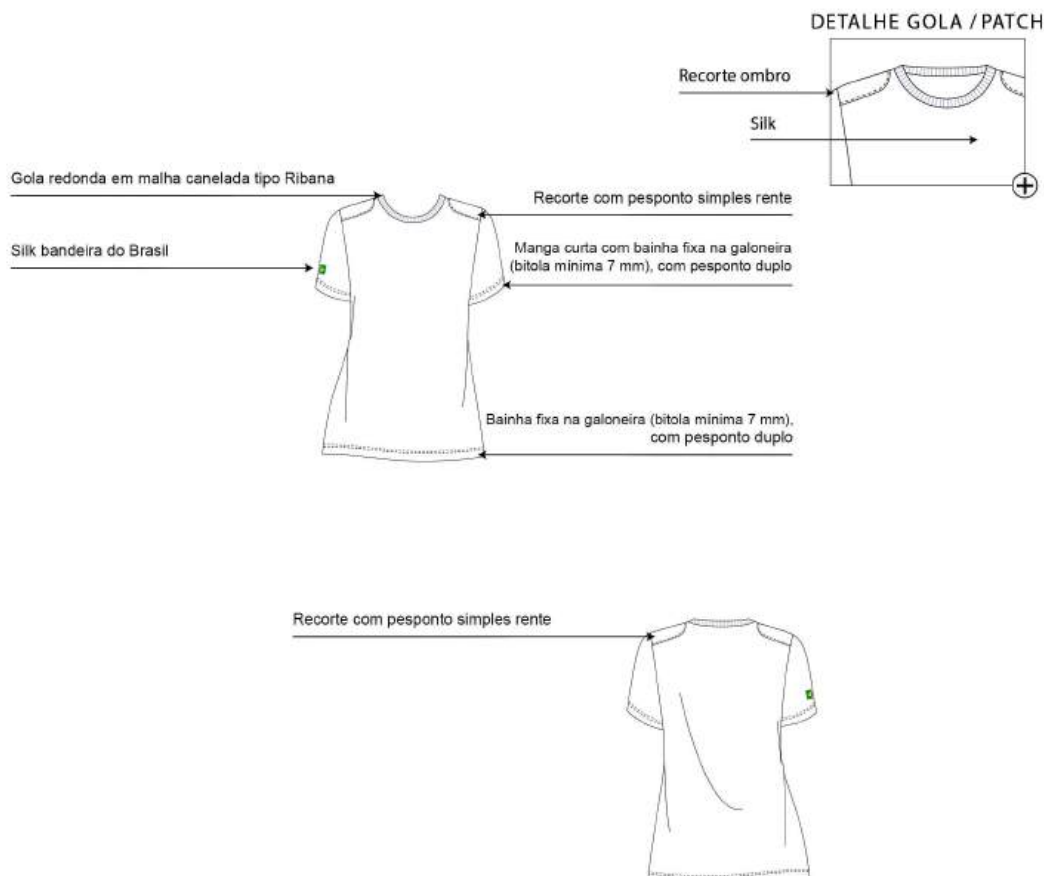 DETALHE GOLA / PATCH
Recorte ombro
Silk
Gola redonda em malha canelada tipo Ribana
Recorte com pesponto simples rente
Silk bandeira do Brasil
Manga curta com bainha fixa na galoneira
(bitola mínima 7 mm), com pesponto duplo
Bainha fixa na galoneira (bitola mínima 7 mm),
com pesponto duplo
Recorte com pesponto simples rente